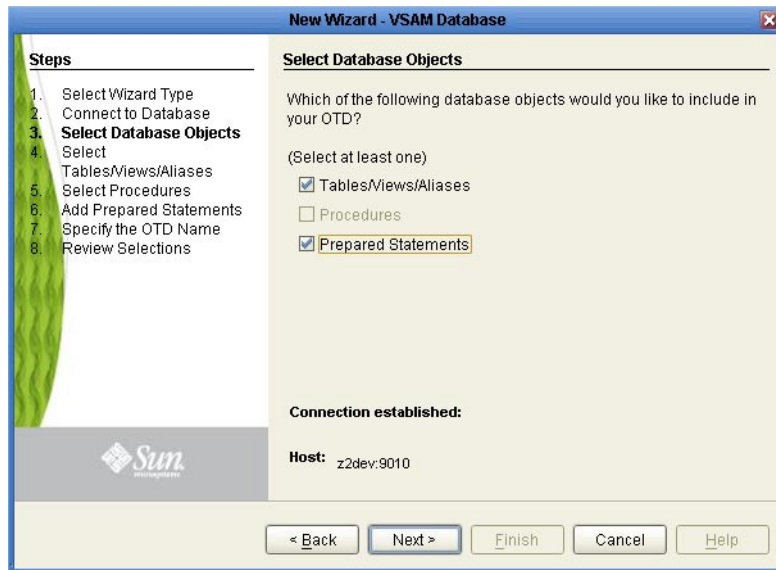 New Wizard - VSAM Database
Steps
1. Select Wizard Type
2. Connect to Database
3. Select Database Objects
4. Select
Tables/Views/Aliases
5. Select Procedures
6. Add Prepared Statements
7. Specify the OTD Name
8. Review Selections
Sun
microsystems
Select Database Objects
Which of the following database objects would you like to include in
your OTD?
(Select at least one)
Tables/Views/Aliases
Procedures
Prepared Statements
Connection established:
Host: z2dev:9010
< Back
Next >
Finish
Cancel
Help